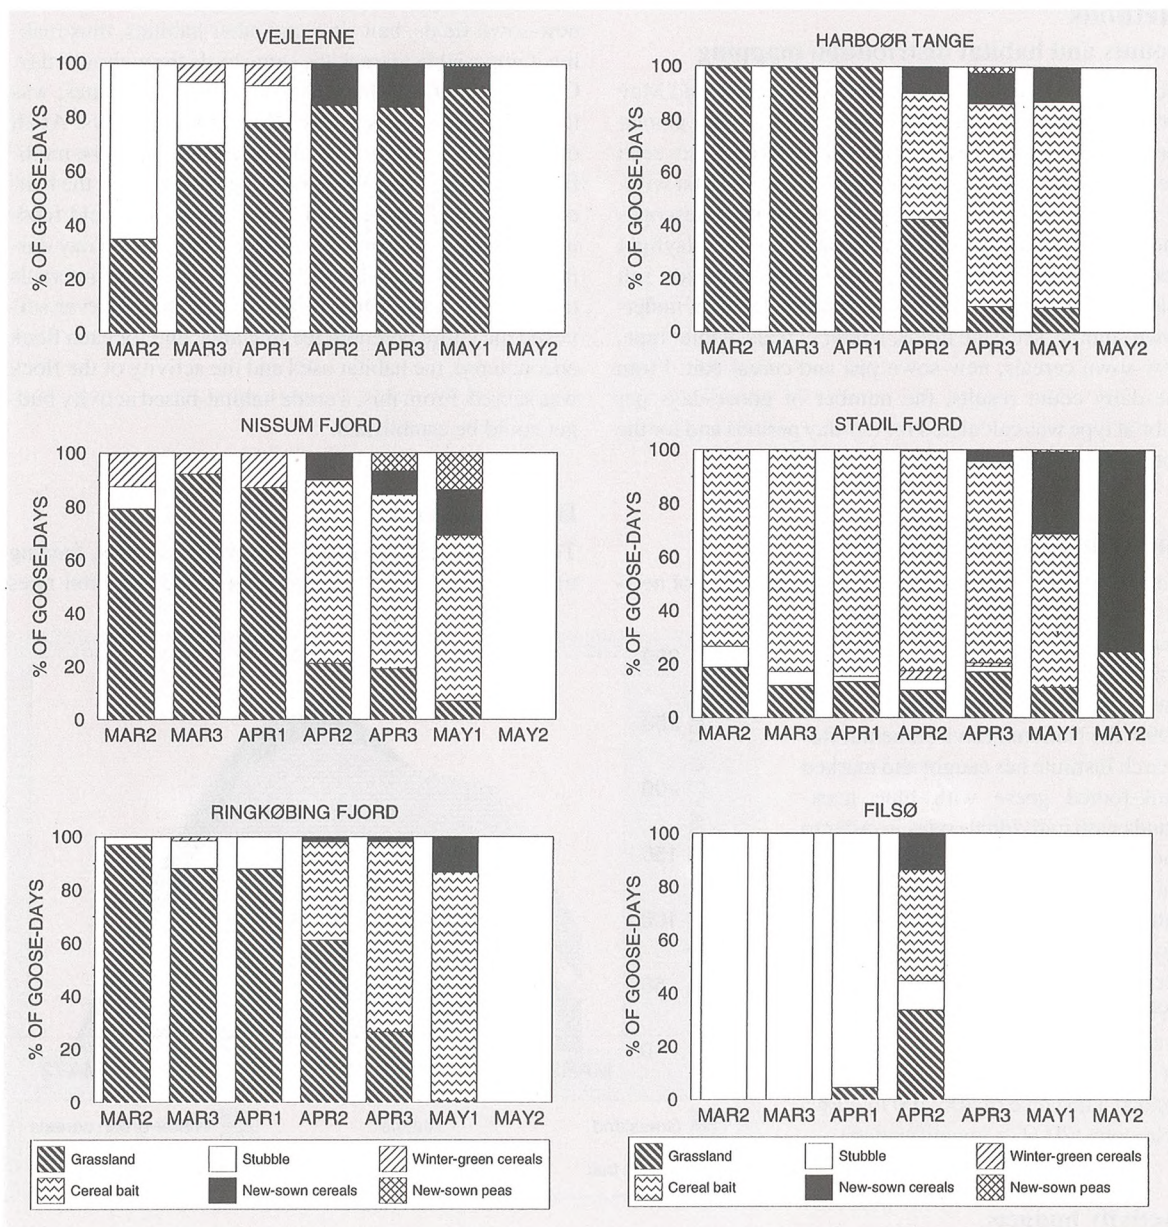 VEJLERNE
% OF GOOSE-DAYS
100
80
60
40
20
0
MAR2 MAR3 APR1 APR2 APR3 MAY1 MAY2
HARBOØR TANGE
% OF GOOSE-DAYS
100
80
60
40
20
0
MAR2 MAR3 APR1 APR2 APR3 MAY1 MAY2
NISSUM FJORD
% OF GOOSE-DAYS
100
80
60
40
20
0
MAR2 MAR3 APR1 APR2 APR3 MAY1 MAY2
STADIL FJORD
% OF GOOSE-DAYS
100
80
60
40
20
0
MAR2 MAR3 APR1 APR2 APR3 MAY1 MAY2
RINGKØBING FJORD
% OF GOOSE-DAYS
100
80
60
40
20
0
MAR2 MAR3 APR1 APR2 APR3 MAY1 MAY2
FILSØ
% OF GOOSE-DAYS
100
80
60
40
20
MAR2 MAR3 APR1 APR2 APR3 MAY1 MAY2
Grassland Stubble Winter-green cereals
Cereal bait New-sown cereals New-sown peas
Grassland Stubble Winter-green cereals
Cereal bait New-sown cereals New-sown peas